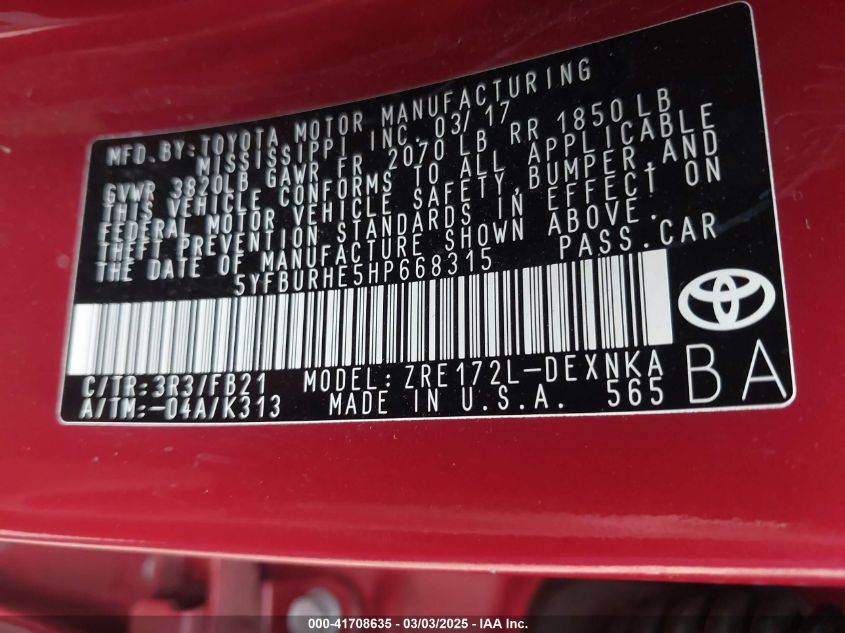 MFD. BY: TOYOTA MOTOR MANUFACTURING
MISSISSIPPI INC. 03/17
GVWR 3820LB GAWR FR 2070 LB RR 1850 LB
THIS VEHICLE CONFORMS TO ALL APPLICABLE
FEDERAL MOTOR VEHICLE SAFETY, BUMPER, AND
THEFT PREVENTION STANDARDS IN EFFECT ON
THE DATE OF MANUFACTURE SHOWN ABOVE.
5YFBURHE5HP668315 PASS. CAR
C/TR: 3R3/FB21 MODEL: ZRE172L-DEXNKA
A/TM: -04A/K313 MADE IN U.S.A. 565
BA
000-41708635 - 03/03/2025 - IAA Inc.